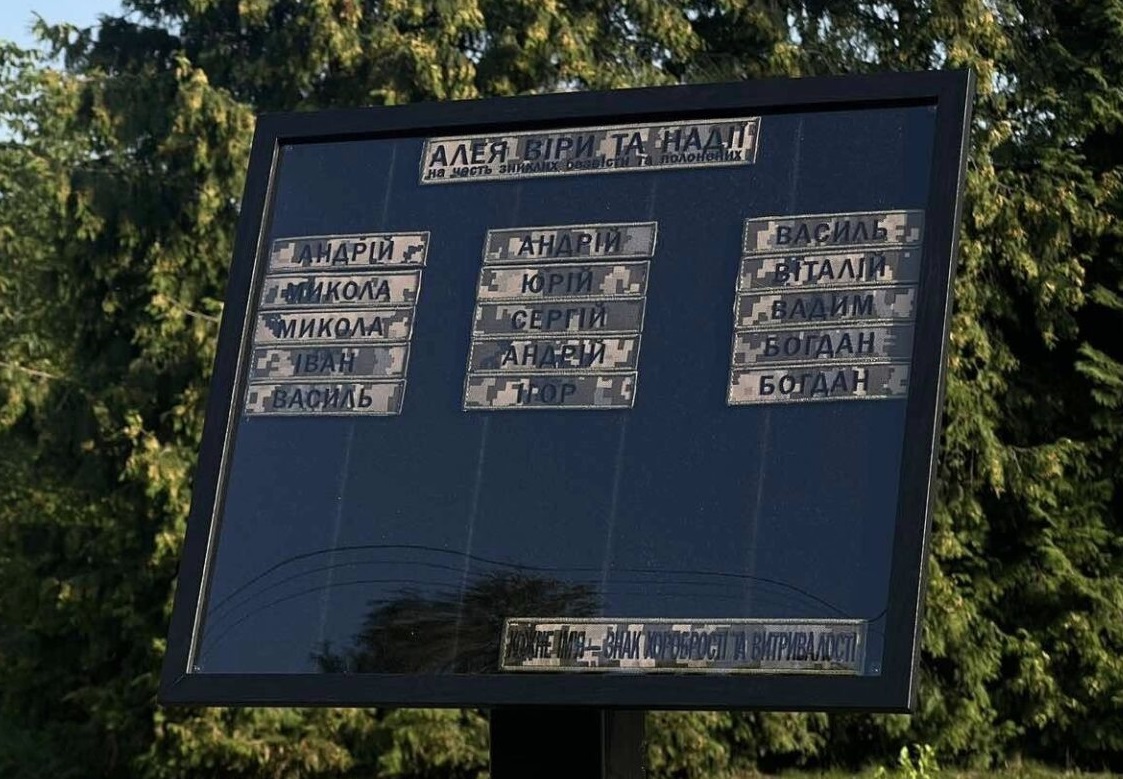 АЛЕЯ ВІРИ ТА НАДІЇ
на честь зниклих безвісти та полонених
АНДРІЙ
МИКОЛА
МИКОЛА
ІВАН
ВАСИЛЬ
АНДРІЙ
ЮРІЙ
СЕРГІЙ
АНДРІЙ
ІГОР
ВАСИЛЬ
ВІТАЛІЙ
ВАДИМ
БОГДАН
БОГДАН
КОЖНЕ ІМ'Я – ЗНАК ХОРОБРОСТІ ТА ВИТРИВАЛОСТІ